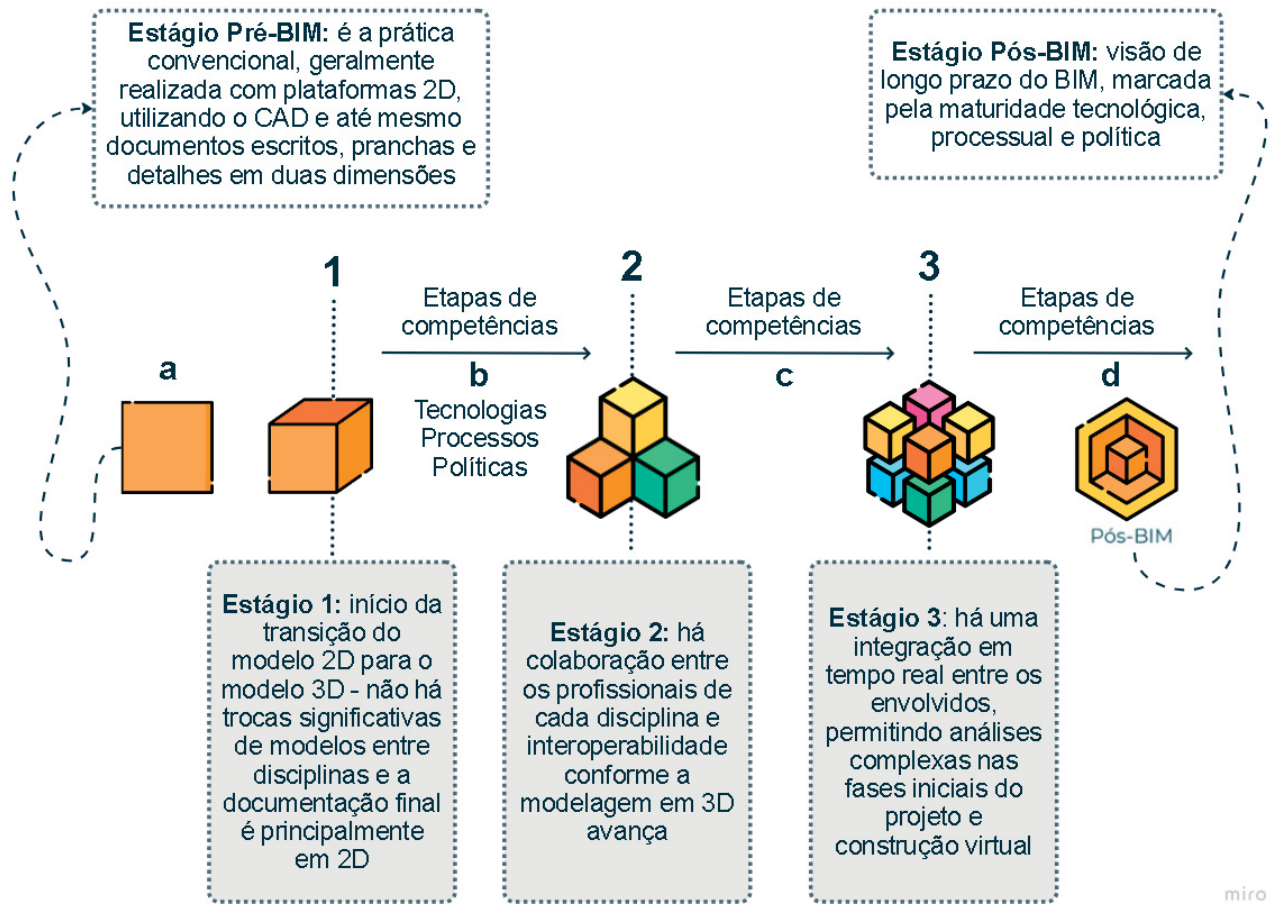 Estágio Pré-BIM: é a prática
convencional, geralmente
realizada com plataformas 2D,
utilizando o CAD e até mesmo
documentos escritos, pranchas e
detalhes em duas dimensões
Estágio Pós-BIM: visão de
longo prazo do BIM, marcada
pela maturidade tecnológica,
processual e política
1
2
3
Etapas de
competências
Etapas de
competências
Etapas de
competências
a
b
c
d
Tecnologias
Processos
Políticas
Pós-BIM
Estágio 1: início da
transição do
modelo 2D para o
modelo 3D - não há
trocas significativas
de modelos entre
disciplinas e a
documentação final
é principalmente
em 2D
Estágio 2: há
colaboração entre
os profissionais de
cada disciplina e
interoperabilidade
conforme a
modelagem em 3D
avança
Estágio 3: há uma
integração em
tempo real entre os
envolvidos,
permitindo análises
complexas nas
fases iniciais do
projeto e
construção virtual
miro